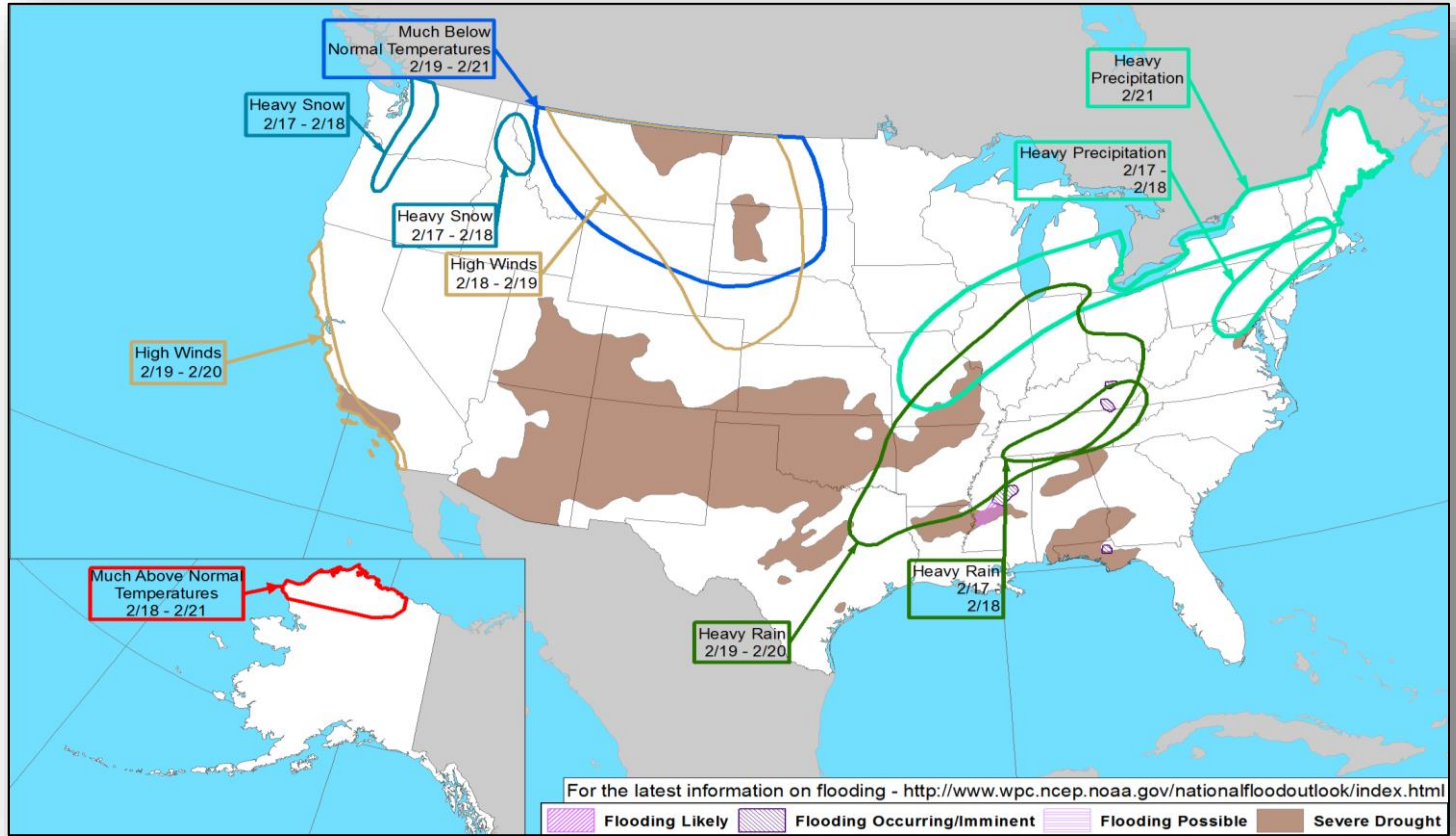 Much Below
Normal Temperatures
2/19 - 2/21
Heavy
Precipitation
2/21
Heavy Snow
2/17 - 2/18
Heavy Precipitation
2/17 -
2/18
Heavy Snow
2/17 - 2/18
High Winds
2/18 - 2/19
High Winds
2/19 - 2/20
Much Above Normal
Temperatures
2/18 - 2/21
Heavy Rain
2/17 -
2/18
Heavy Rain
2/19 - 2/20
For the latest information on flooding - http://www.wpc.ncep.noaa.gov/nationalfloodoutlook/index.html
Flooding Likely Flooding Occurring/Imminent Flooding Possible Severe Drought